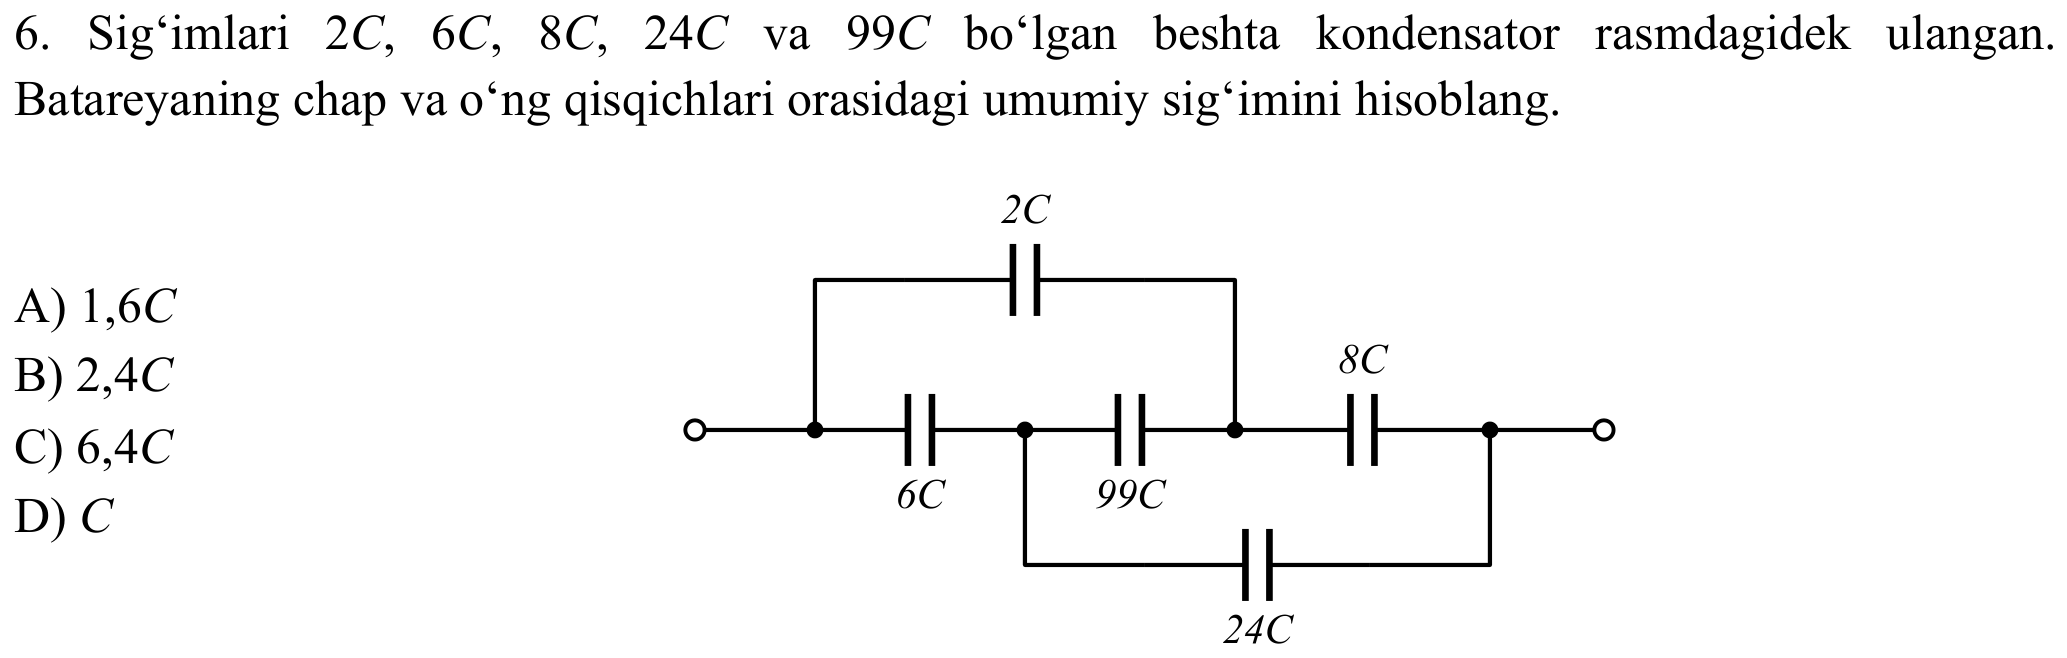 6. Sig‘imlari 2C, 6C, 8C, 24C va 99C bo‘lgan beshta kondensator rasmdagidek ulangan.
Batareyaning chap va o‘ng qisqichlari orasidagi umumiy sig‘imini hisoblang.
2C
A) 1,6C
8C
B) 2,4C
C) 6,4C
6C 99C
D) C
24C